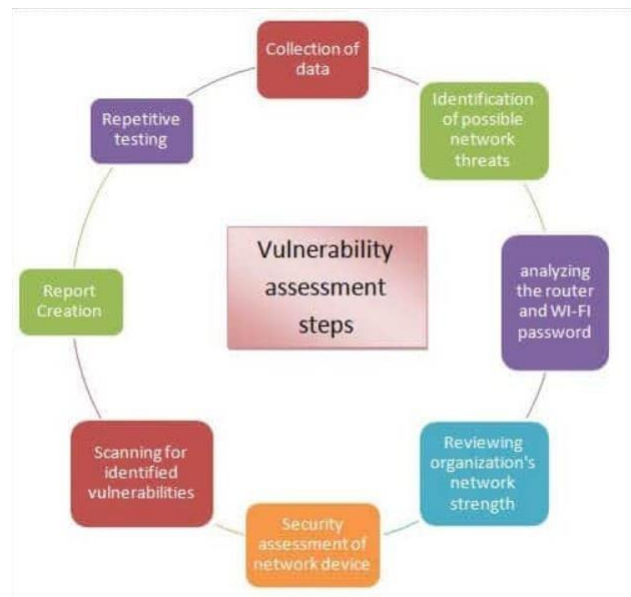 Collection of
data
Identification
of possible
network
threats
analyzing
the router
and WI-FI
password
Reviewing
organization's
network
strength
Security
assessment of
network device
Scanning for
identified
vulnerabilities
Report
Creation
Repetitive
testing
Vulnerability
assessment
steps